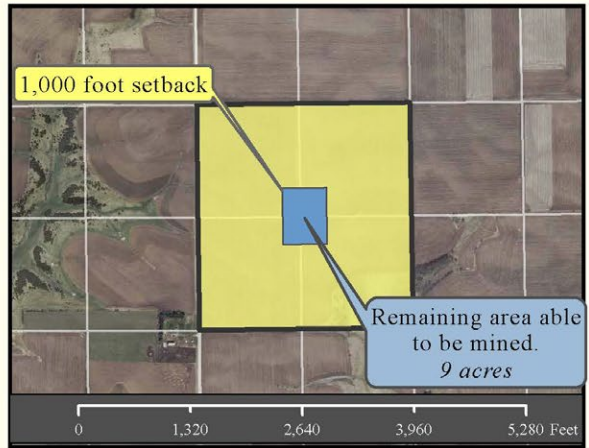 1,000 foot setback
Remaining area able
to be mined.
9 acres
0 1,320 2,640 3,960 5,280 Feet